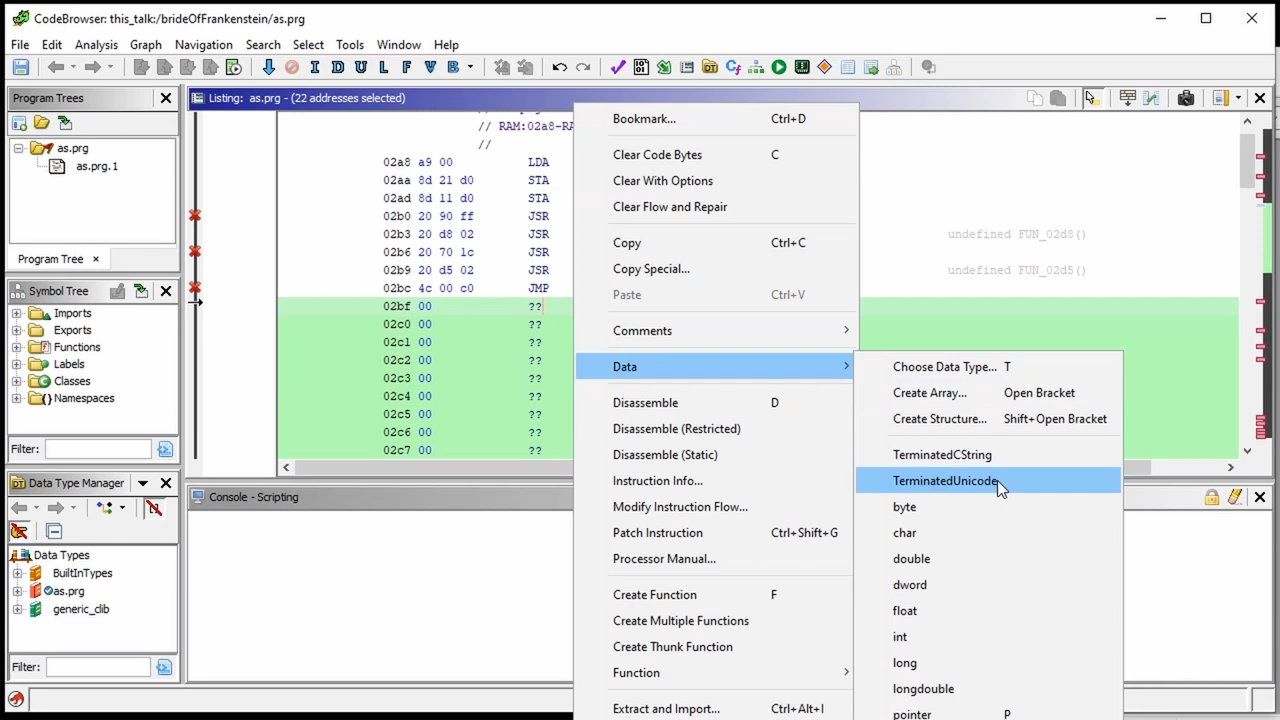 CodeBrowser: this_talk:/brideOfFrankenstein/as.prg
File Edit Analysis Graph Navigation Search Select Tools Window Help
I D U L F V B
Program Trees
as.prg
as.prg.1
Program Tree
Symbol Tree
Imports
Exports
Functions
Labels
Classes
Namespaces
Filter:
Data Type Manager
Data Types
BuiltInTypes
as.prg
generic_clib
Filter:
Listing: as.prg - (22 addresses selected)
// RAM:02a8-RA
//
02a8 a9 00 LDA
02aa 8d 21 d0 STA
02ad 8d 11 d0 STA
02b0 20 90 ff JSR
02b3 20 d8 02 JSR
undefined FUN_02d8()
02b6 20 70 1c JSR
02b9 20 d5 02 JSR
undefined FUN_02d5()
02bc 4c 00 c0 JMP
02bf 00 ??
02c0 00 ??
02c1 00 ??
02c2 00 ??
02c3 00 ??
02c4 00 ??
02c5 00 ??
02c6 00 ??
02c7 00 ??
Console - Scripting
Bookmark... Ctrl+D
Clear Code Bytes C
Clear With Options
Clear Flow and Repair
Copy Ctrl+C
Copy Special...
Paste Ctrl+V
Comments
Data
Disassemble D
Disassemble (Restricted)
Disassemble (Static)
Instruction Info...
Modify Instruction Flow...
Patch Instruction Ctrl+Shift+G
Processor Manual...
Create Function F
Create Multiple Functions
Create Thunk Function
Function
Extract and Import... Ctrl+Alt+I
Choose Data Type... T
Create Array... Open Bracket
Create Structure... Shift+Open Bracket
TerminatedCString
TerminatedUnicode
byte
char
double
dword
float
int
long
longdouble
pointer P